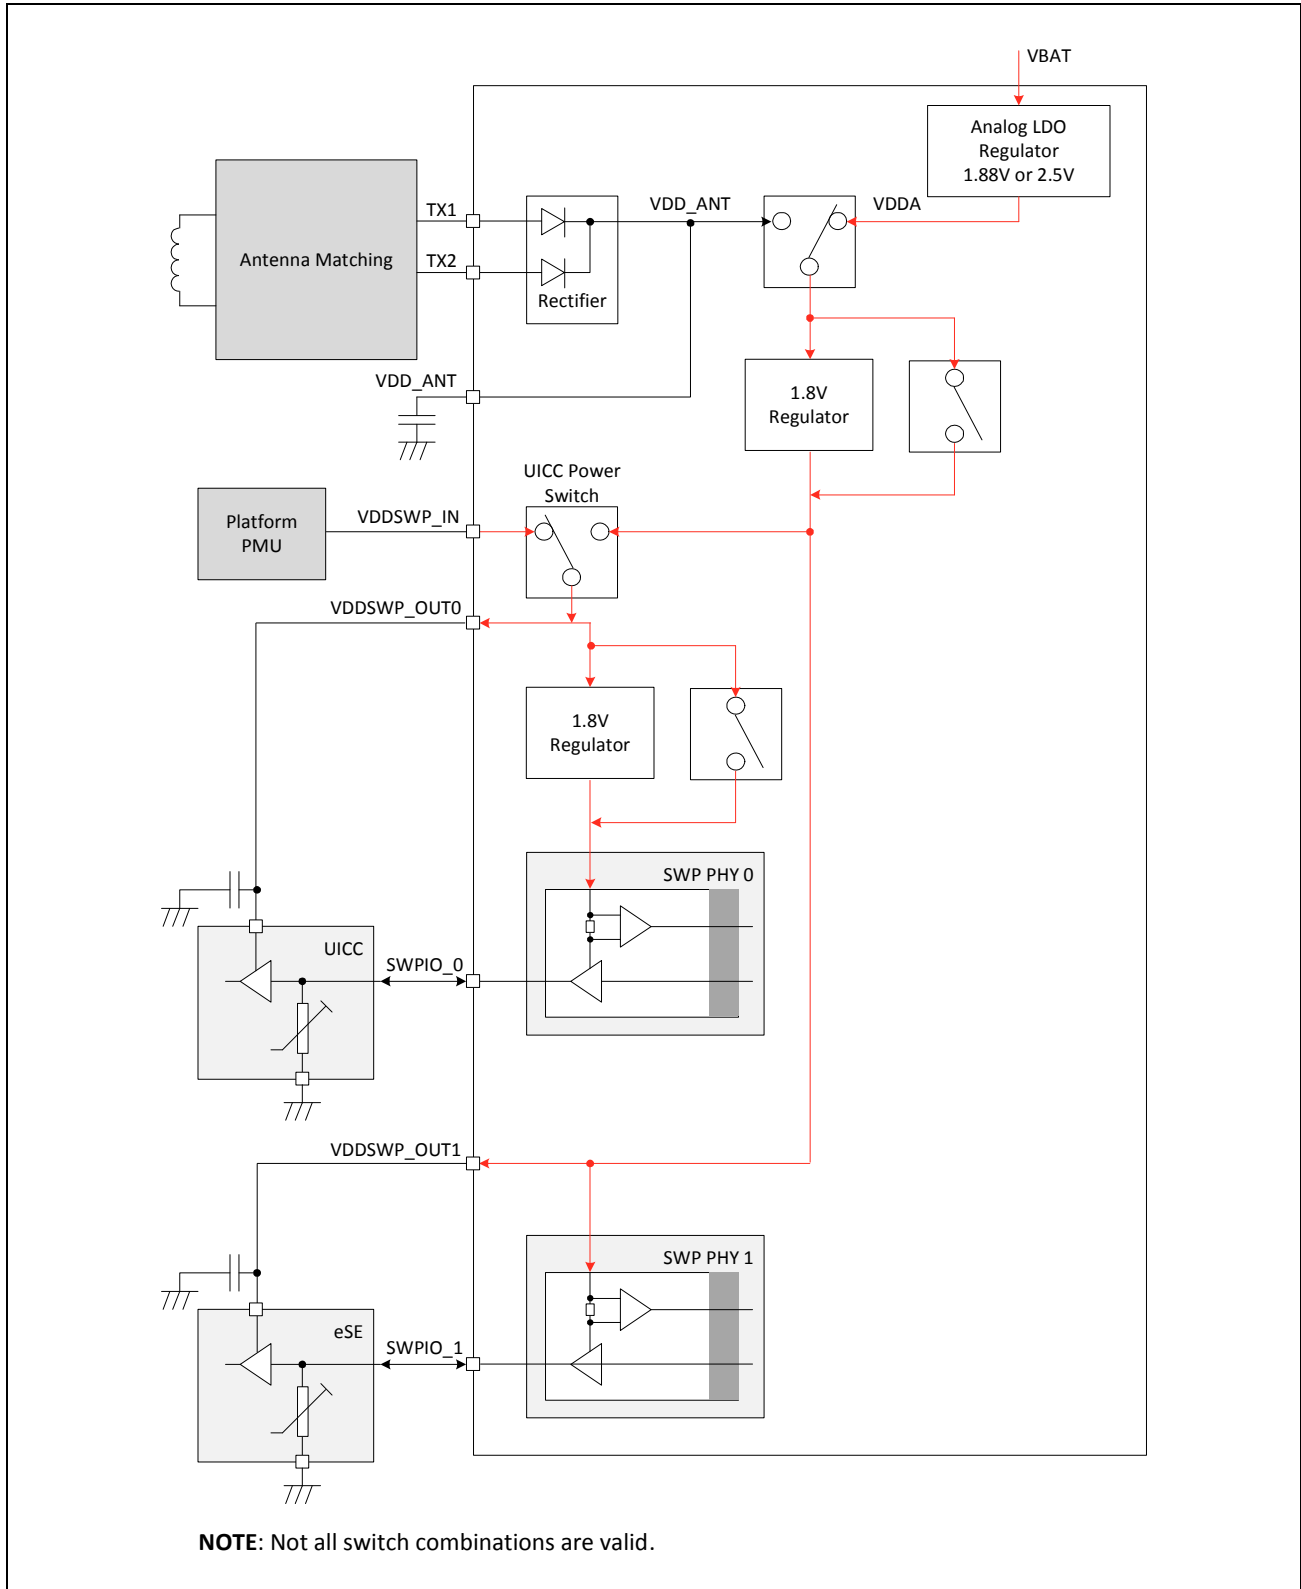 VBAT
Analog LDO
Regulator
1.88V or 2.5V
TX1
VDD_ANT
VDDA
Antenna Matching
TX2
Rectifier
VDD_ANT
1.8V
Regulator
UICC Power
Switch
Platform
PMU
VDDSWP_IN
VDDSWP_OUT0
1.8V
Regulator
SWP PHY 0
UICC
SWPIO_0
VDDSWP_OUT1
SWP PHY 1
eSE
SWPIO_1
NOTE: Not all switch combinations are valid.